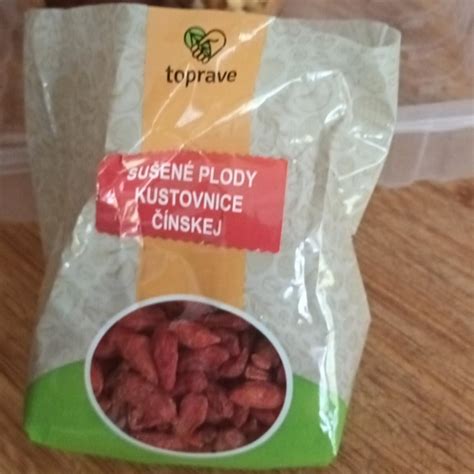 toprave
SUŠENÉ PLODY
KUSTOVNICE
ČÍNSKEJ